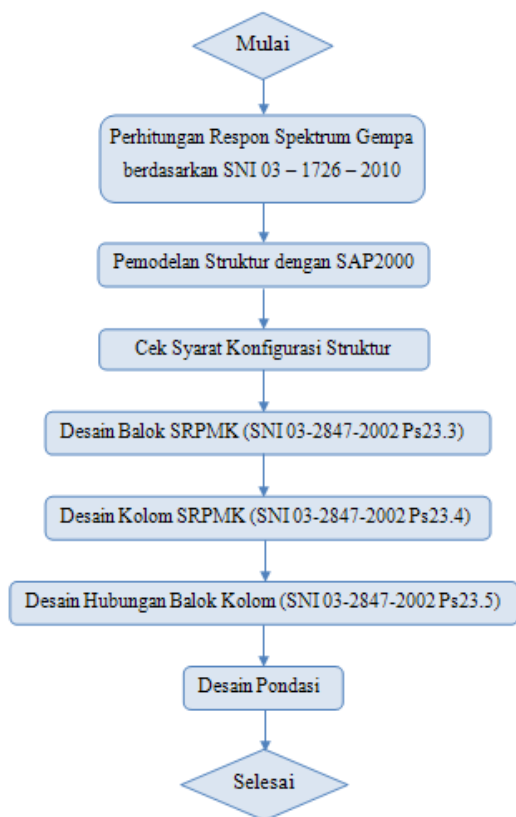 Mulai
Perhitungan Respon Spektrum Gempa
berdasarkan SNI 03 – 1726 – 2010
Pemodelan Struktur dengan SAP2000
Cek Syarat Konfigurasi Struktur
Desain Balok SRPMK (SNI 03-2847-2002 Ps23.3)
Desain Kolom SRPMK (SNI 03-2847-2002 Ps23.4)
Desain Hubungan Balok Kolom (SNI 03-2847-2002 Ps23.5)
Desain Pondasi
Selesai